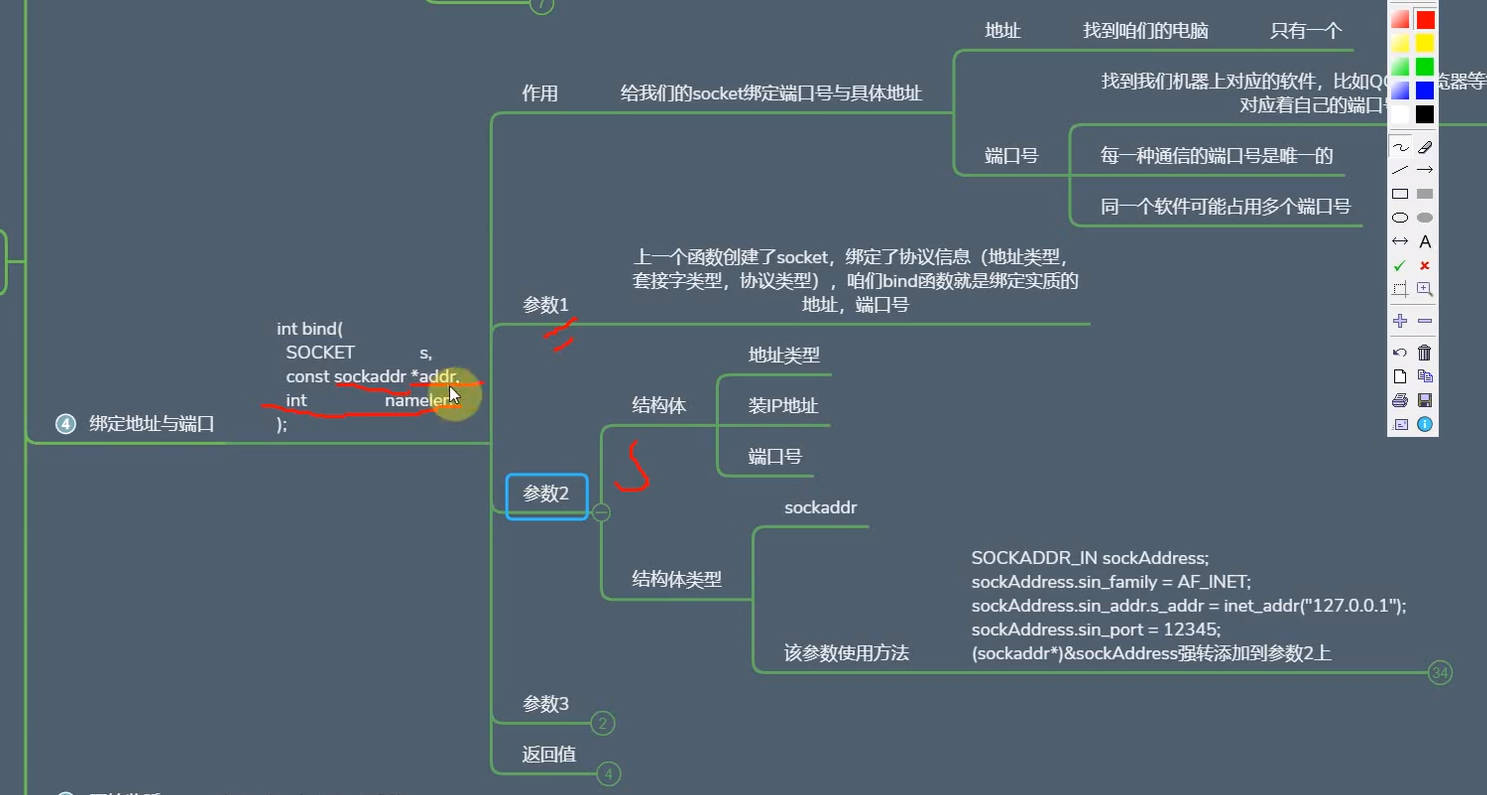 7
地址
找到咱们的电脑
只有一个
作用
给我们的socket绑定端口号与具体地址
找到我们机器上对应的软件，比如Q
览器等
对应着自己的端口
端口号
每一种通信的端口号是唯一的
同一个软件可能占用多个端口号
上一个函数创建了socket，绑定了协议信息（地址类型，
套接字类型，协议类型），咱们bind函数就是绑定实质的
地址，端口号
参数1
int bind(
SOCKET s,
const sockaddr *addr,
int namelen
);
4 绑定地址与端口
地址类型
结构体
装IP地址
端口号
参数2
sockaddr
结构体类型
SOCKADDR_IN sockAddress;
sockAddress.sin_family = AF_INET;
sockAddress.sin_addr.s_addr = inet_addr("127.0.0.1");
sockAddress.sin_port = 12345;
该参数使用方法
(sockaddr*)&sockAddress强转添加到参数2上
34
参数3
2
返回值
4